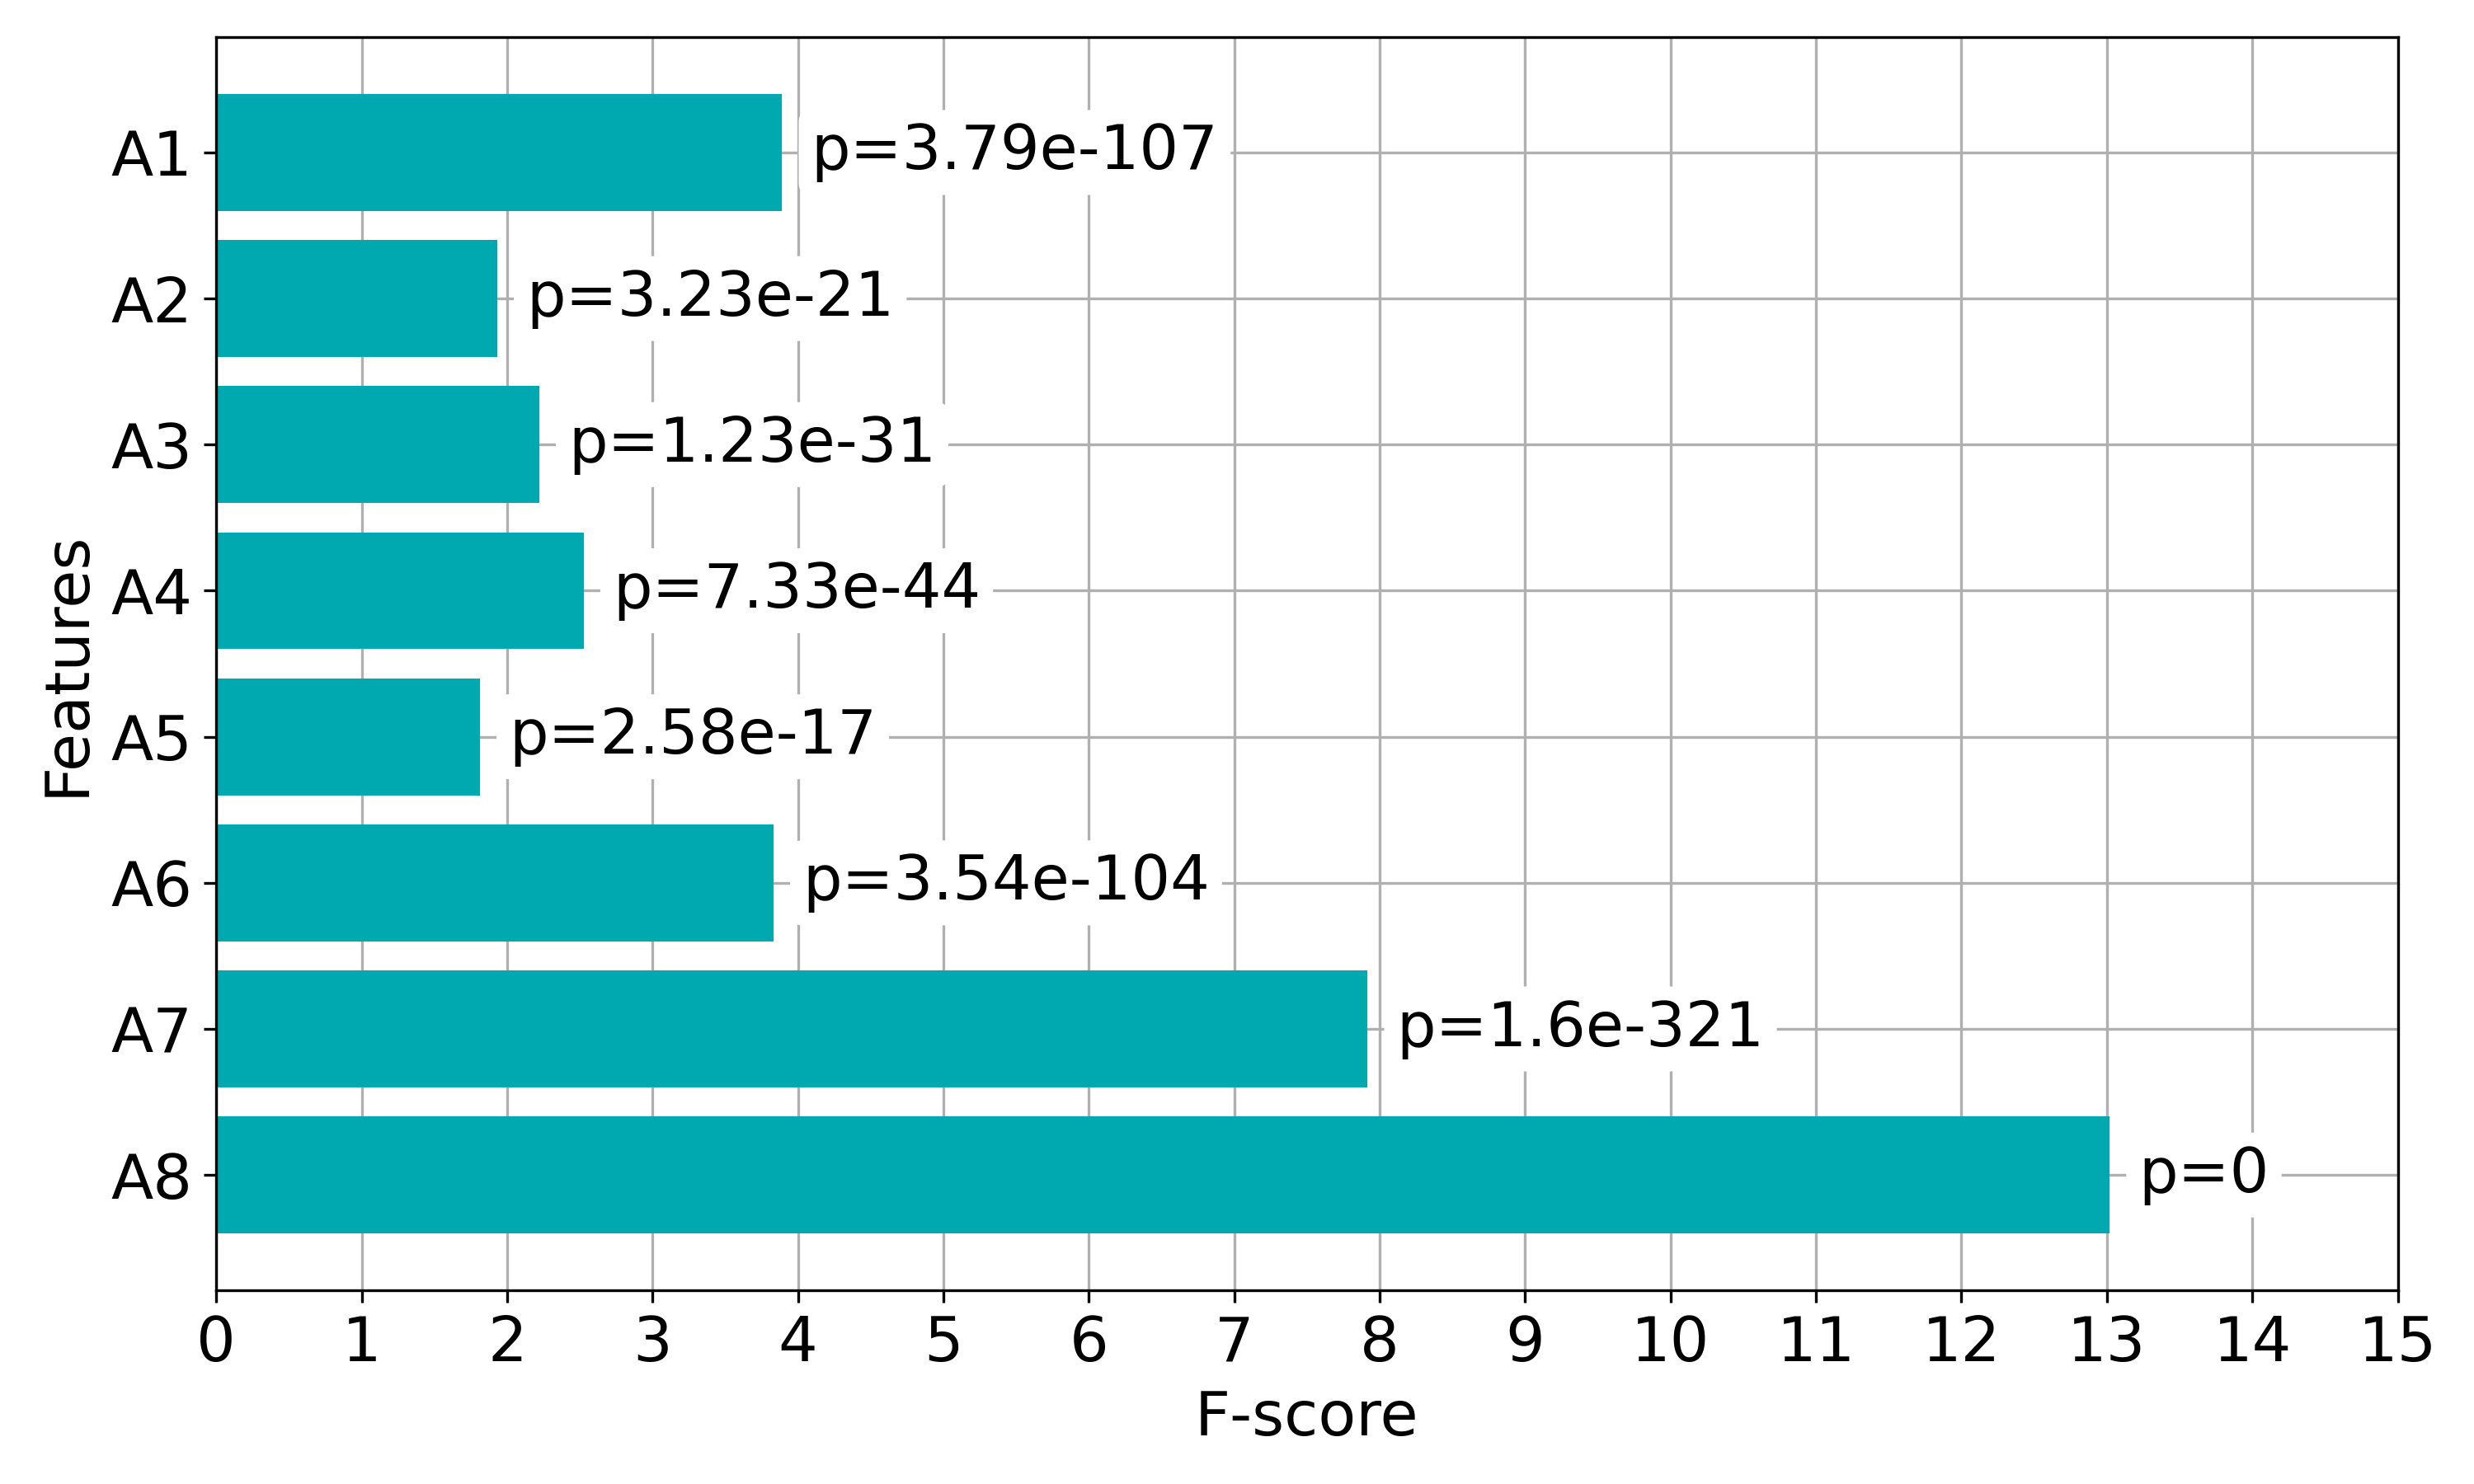 A1
p=3.79e-107
A2
p=3.23e-21
A3
p=1.23e-31
A4
p=7.33e-44
A5
p=2.58e-17
A6
p=3.54e-104
A7
p=1.6e-321
A8
p=0
Features
0 1 2 3 4 5 6 7 8 9 10 11 12 13 14 15
F-score